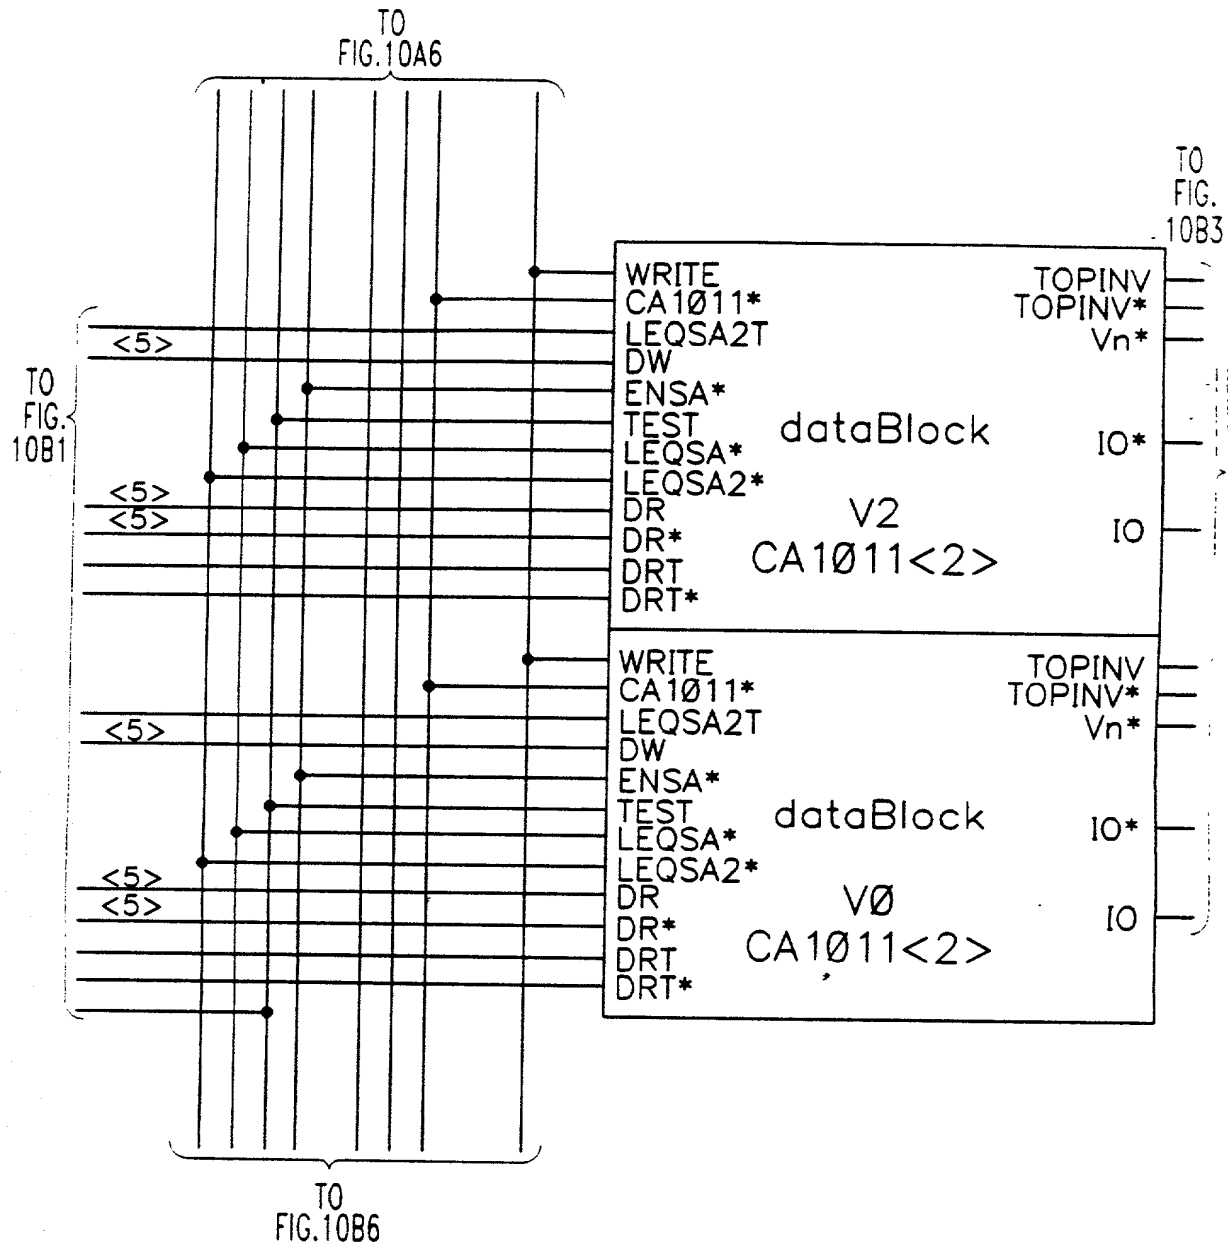 TO
FIG.10A6
TO
FIG.
10B3
TO
FIG.
10B1
<5>
<5>
<5>
WRITE
CA1Ø11*
LEQSA2T
DW
ENSA*
TEST
LEQSA*
LEQSA2*
DR
DR*
DRT
DRT*
dataBlock
V2
CA1Ø11<2>
TOPINV
TOPINV*
Vn*
IO*
IO
<5>
<5>
<5>
WRITE
CA1Ø11*
LEQSA2T
DW
ENSA*
TEST
LEQSA*
LEQSA2*
DR
DR*
DRT
DRT*
dataBlock
VØ
CA1Ø11<2>
TOPINV
TOPINV*
Vn*
IO*
IO
TO
FIG.10B6